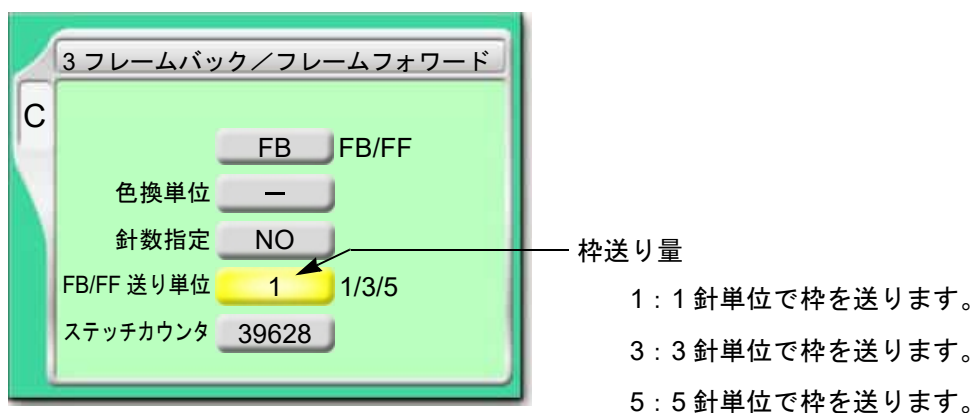 3 フレームバック／フレームフォワード
C
FB FB/FF
色換単位 －
針数指定 NO
FB/FF 送り単位 1 1/3/5
ステッチカウンタ 39628
枠送り量
1：1 針単位で枠を送ります。
3：3 針単位で枠を送ります。
5：5 針単位で枠を送ります。